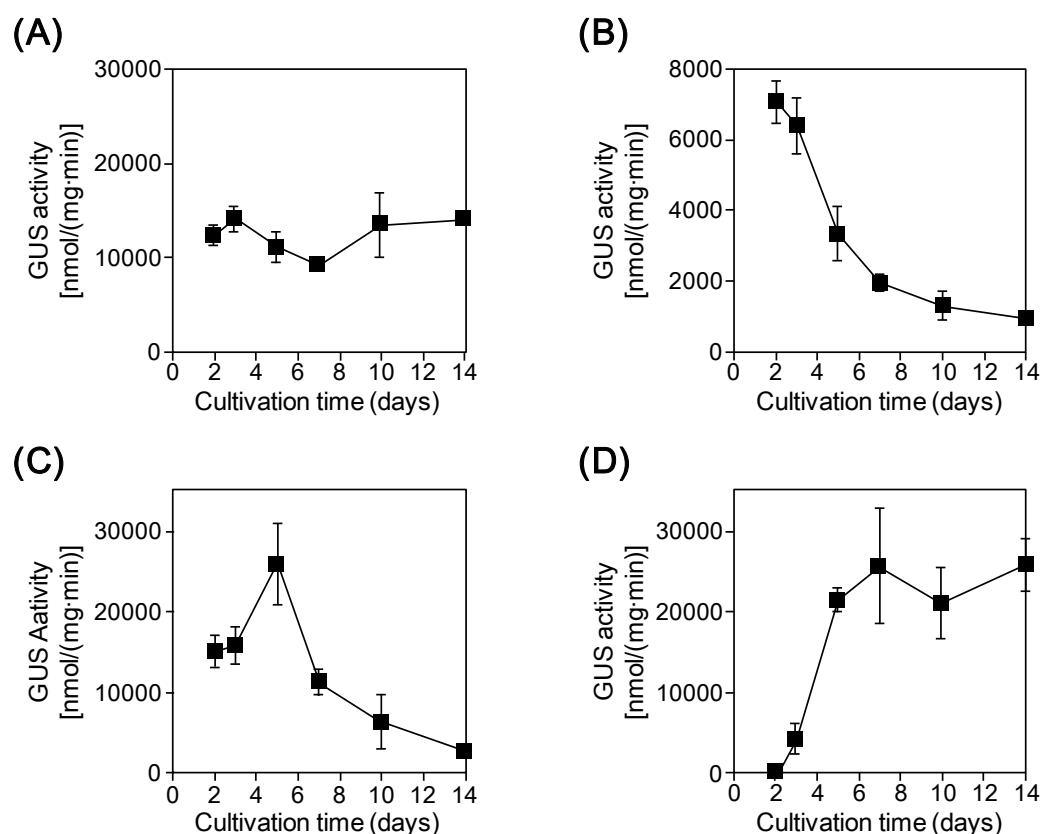 (A)
30000
20000
10000
0
GUS activity
[nmol/(mg·min)]
0 2 4 6 8 10 12 14
Cultivation time (days)
(B)
8000
6000
4000
2000
0
GUS activity
[nmol/(mg·min)]
0 2 4 6 8 10 12 14
Cultivation time (days)
(C)
30000
20000
10000
0
GUS Aativity
[nmol/(mg·min)]
0 2 4 6 8 10 12 14
Cultivation time (days)
(D)
30000
20000
10000
0
GUS activity
[nmol/(mg·min)]
0 2 4 6 8 10 12 14
Cultivation time (days)